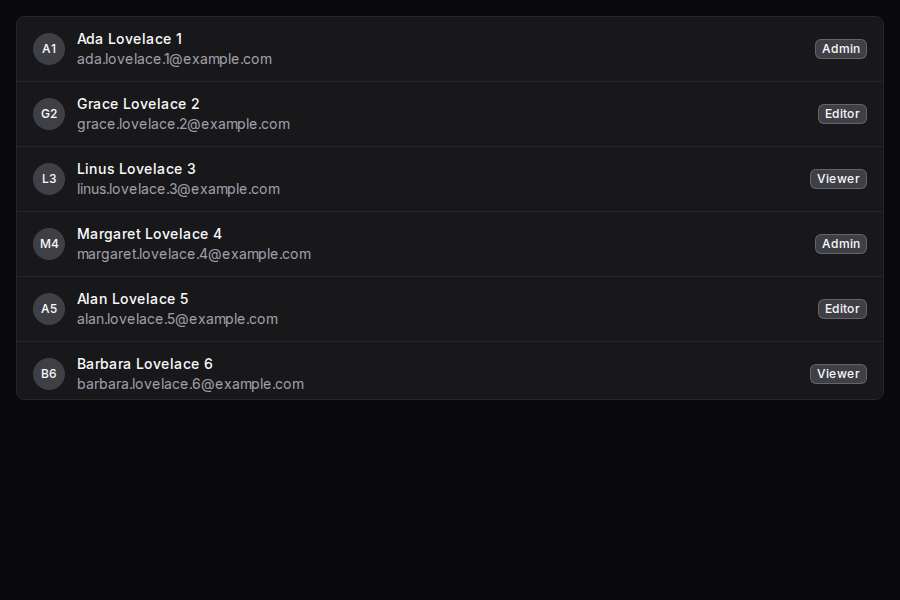 A1
Ada Lovelace 1
ada.lovelace.1@example.com
Admin
G2
Grace Lovelace 2
grace.lovelace.2@example.com
Editor
L3
Linus Lovelace 3
linus.lovelace.3@example.com
Viewer
M4
Margaret Lovelace 4
margaret.lovelace.4@example.com
Admin
A5
Alan Lovelace 5
alan.lovelace.5@example.com
Editor
B6
Barbara Lovelace 6
barbara.lovelace.6@example.com
Viewer